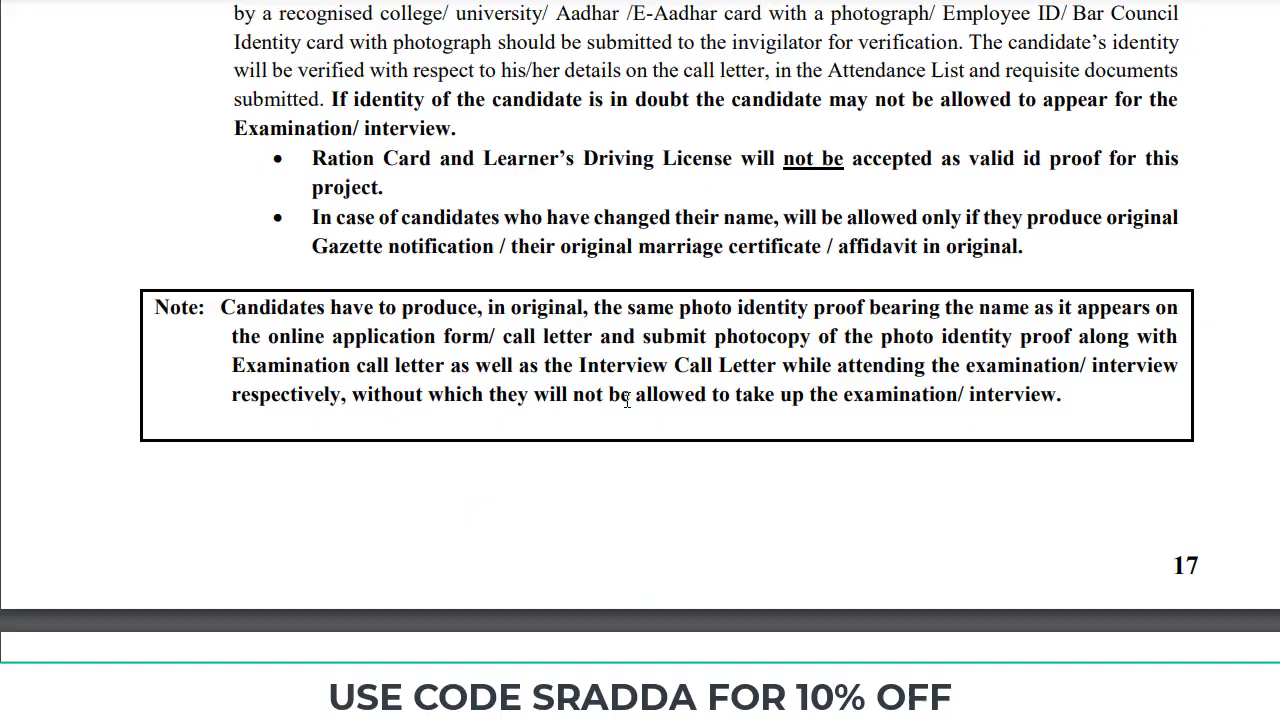 by a recognised college/ university/ Aadhar /E-Aadhar card with a photograph/ Employee ID/ Bar Council
Identity card with photograph should be submitted to the invigilator for verification. The candidate’s identity
will be verified with respect to his/her details on the call letter, in the Attendance List and requisite documents
submitted. If identity of the candidate is in doubt the candidate may not be allowed to appear for the
Examination/ interview.
• Ration Card and Learner’s Driving License will not be accepted as valid id proof for this
project.
• In case of candidates who have changed their name, will be allowed only if they produce original
Gazette notification / their original marriage certificate / affidavit in original.
Note: Candidates have to produce, in original, the same photo identity proof bearing the name as it appears on
the online application form/ call letter and submit photocopy of the photo identity proof along with
Examination call letter as well as the Interview Call Letter while attending the examination/ interview
respectively, without which they will not be allowed to take up the examination/ interview.
17
USE CODE SRADDA FOR 10% OFF